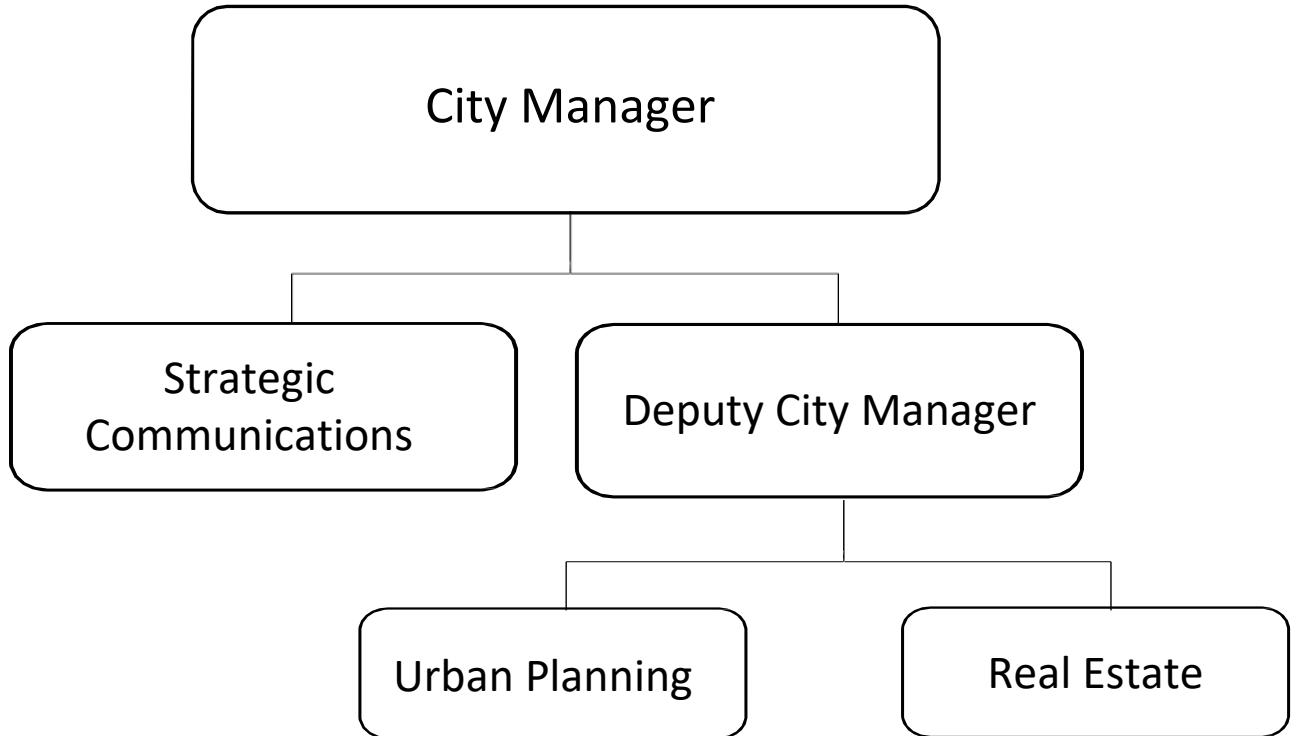 City Manager
Strategic
Communications
Deputy City Manager
Urban Planning
Real Estate